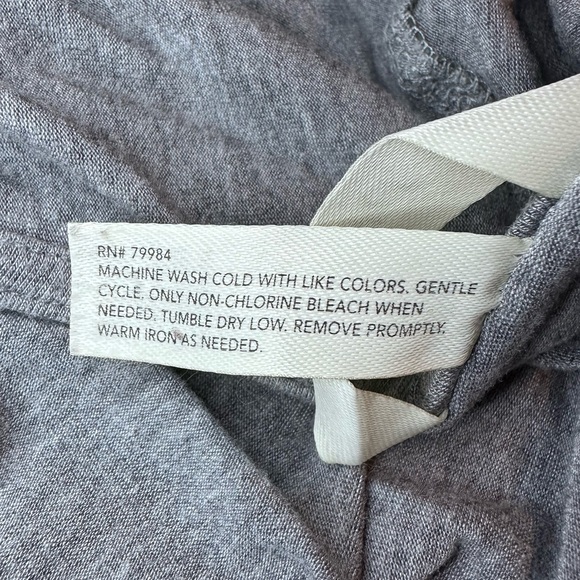 RN# 79984
MACHINE WASH COLD WITH LIKE COLORS. GENTLE
CYCLE. ONLY NON-CHLORINE BLEACH WHEN
NEEDED. TUMBLE DRY LOW. REMOVE PROMPTLY.
WARM IRON AS NEEDED.